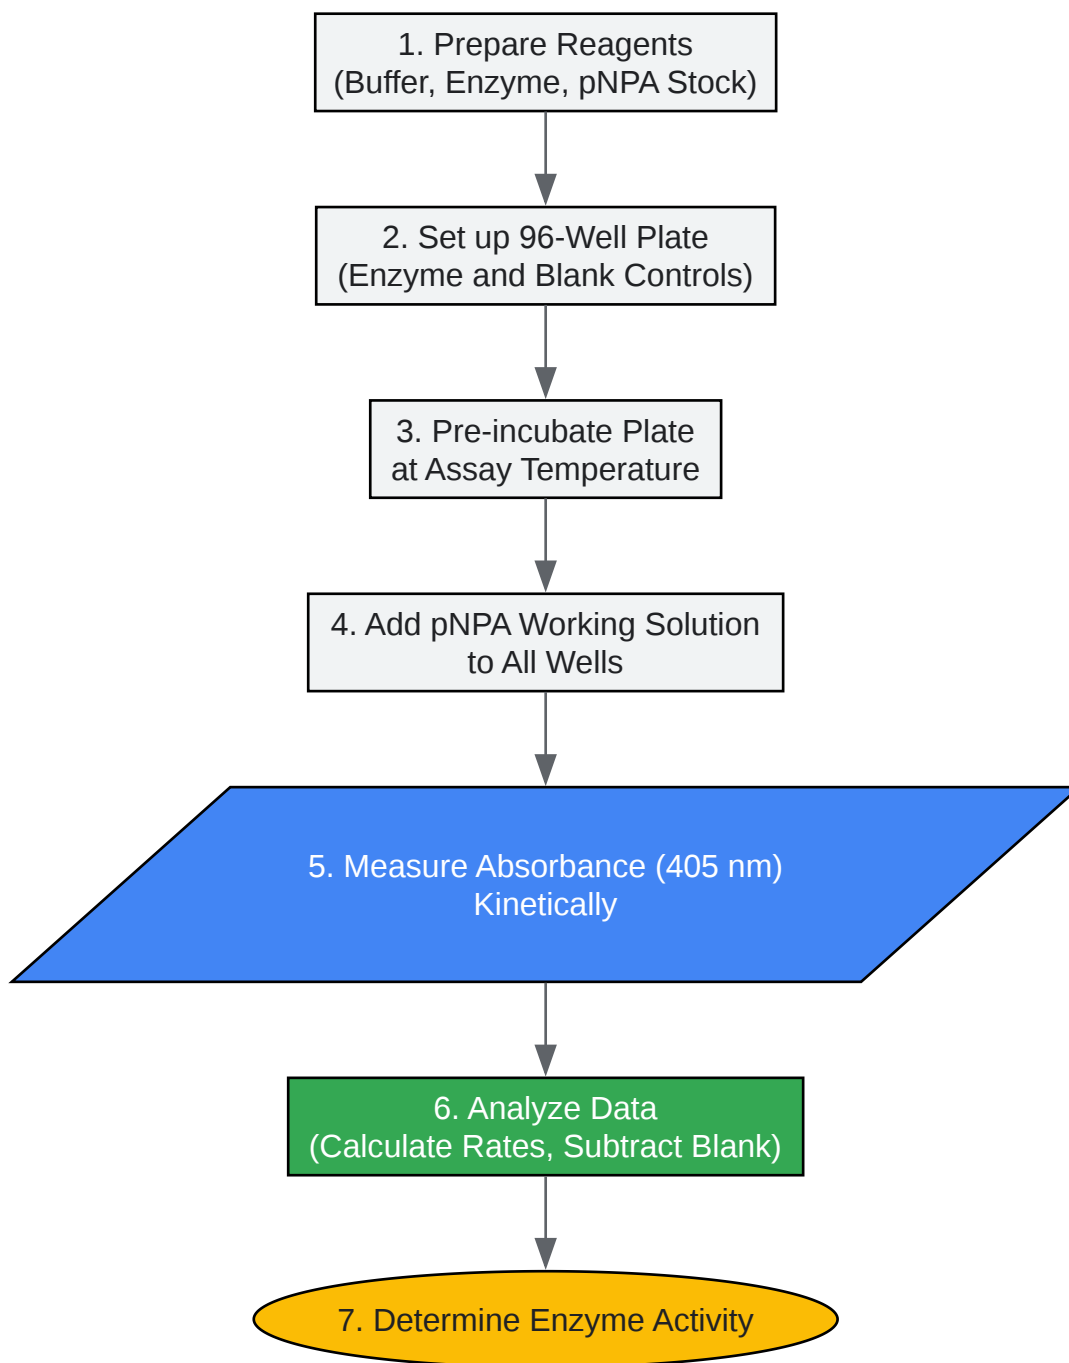 1. Prepare Reagents
(Buffer, Enzyme, pNPA Stock)
2. Set up 96-Well Plate
(Enzyme and Blank Controls)
3. Pre-incubate Plate
at Assay Temperature
4. Add pNPA Working Solution
to All Wells
5. Measure Absorbance (405 nm)
Kinetically
6. Analyze Data
(Calculate Rates, Subtract Blank)
7. Determine Enzyme Activity